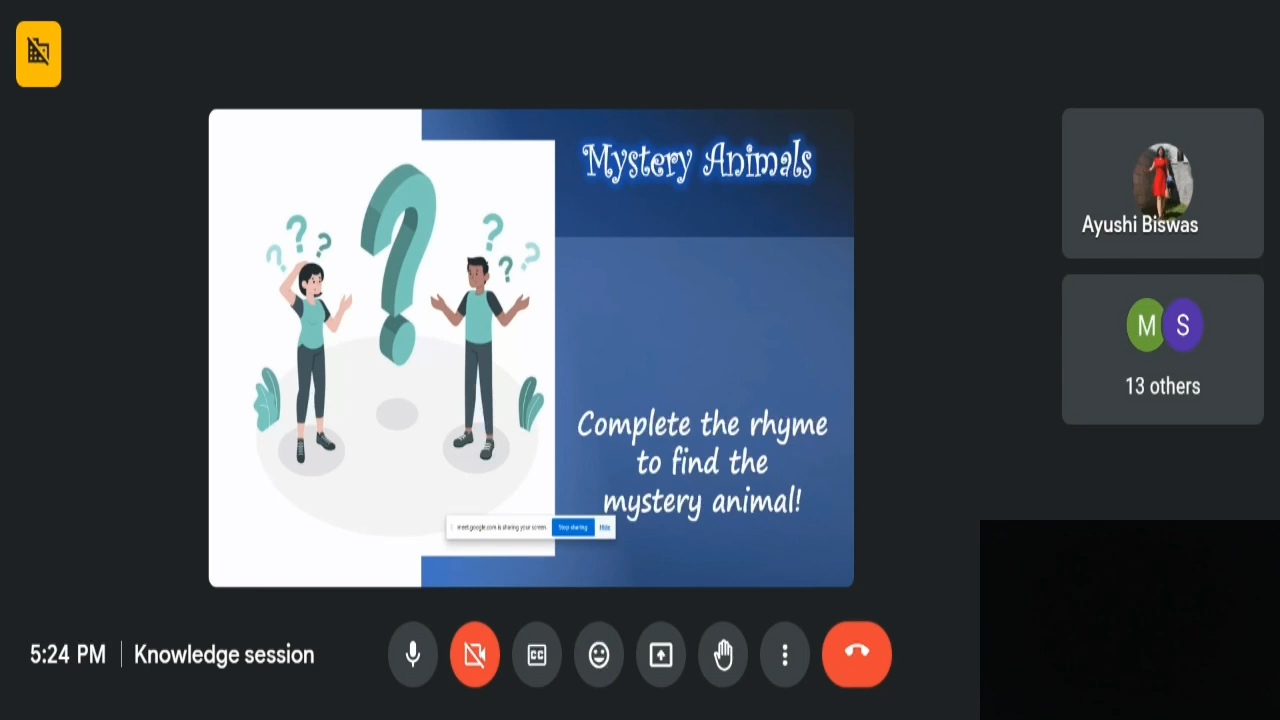 Mystery Animals
Complete the rhyme
to find the
mystery animal!
meet.google.com is sharing your screen.
Stop sharing
Hide
Ayushi Biswas
M
S
13 others
5:24 PM
Knowledge session
CC